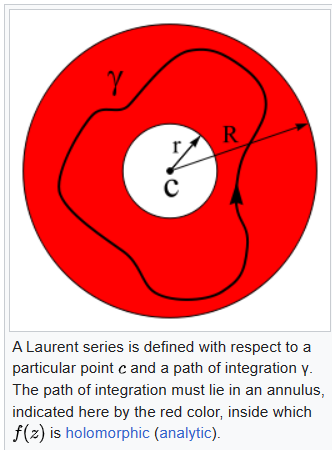 γ
r
R
c
A Laurent series is defined with respect to a
particular point c and a path of integration γ.
The path of integration must lie in an annulus,
indicated here by the red color, inside which
f(z) is holomorphic (analytic).